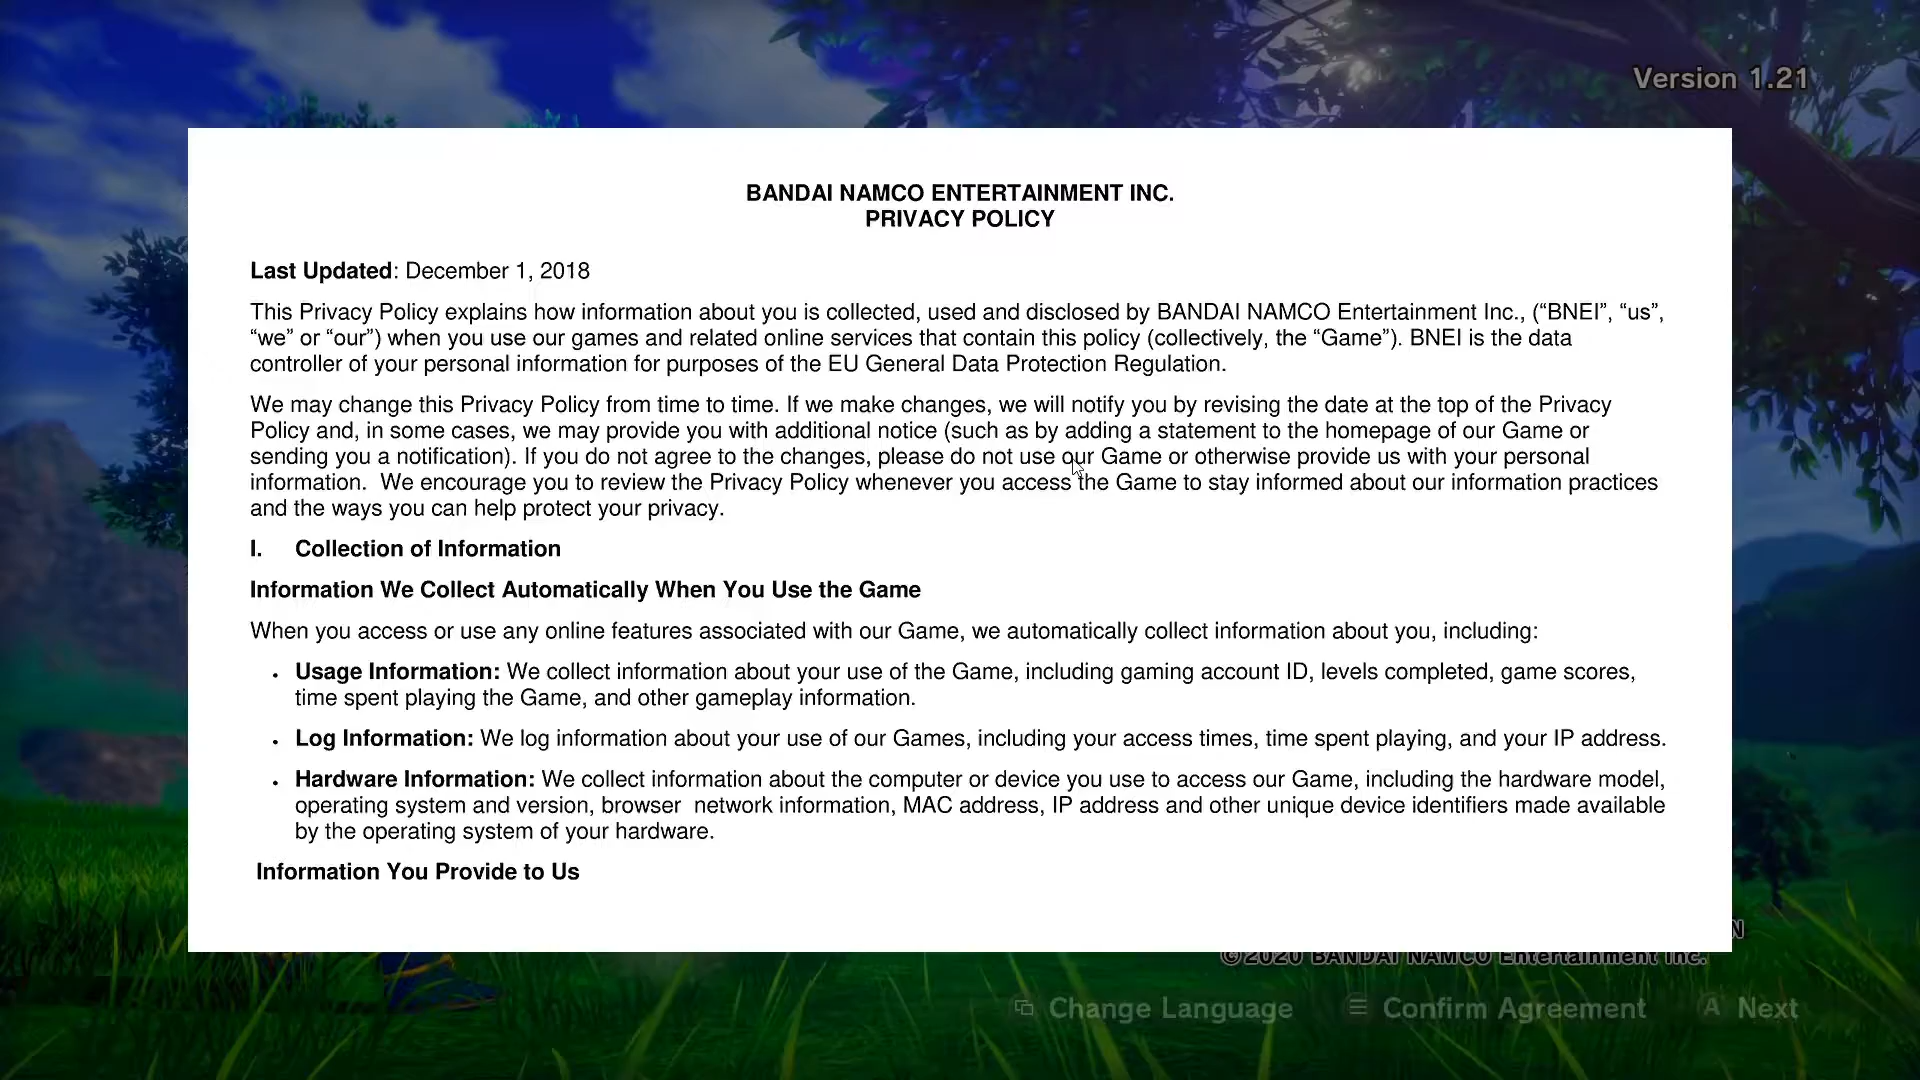 Version 1.21
BANDAI NAMCO ENTERTAINMENT INC.
PRIVACY POLICY
Last Updated: December 1, 2018
This Privacy Policy explains how information about you is collected, used and disclosed by BANDAI NAMCO Entertainment Inc., (“BNEI”, “us”,
“we” or “our”) when you use our games and related online services that contain this policy (collectively, the “Game”). BNEI is the data
controller of your personal information for purposes of the EU General Data Protection Regulation.
We may change this Privacy Policy from time to time. If we make changes, we will notify you by revising the date at the top of the Privacy
Policy and, in some cases, we may provide you with additional notice (such as by adding a statement to the homepage of our Game or
sending you a notification). If you do not agree to the changes, please do not use our Game or otherwise provide us with your personal
information.  We encourage you to review the Privacy Policy whenever you access the Game to stay informed about our information practices
and the ways you can help protect your privacy.
I. Collection of Information
Information We Collect Automatically When You Use the Game
When you access or use any online features associated with our Game, we automatically collect information about you, including:
• Usage Information: We collect information about your use of the Game, including gaming account ID, levels completed, game scores,
time spent playing the Game, and other gameplay information.
• Log Information: We log information about your use of our Games, including your access times, time spent playing, and your IP address.
• Hardware Information: We collect information about the computer or device you use to access our Game, including the hardware model,
operating system and version, browser  network information, MAC address, IP address and other unique device identifiers made available
by the operating system of your hardware.
Information You Provide to Us
©2020 BANDAI NAMCO Entertainment Inc.
Change Language
Confirm Agreement
A Next